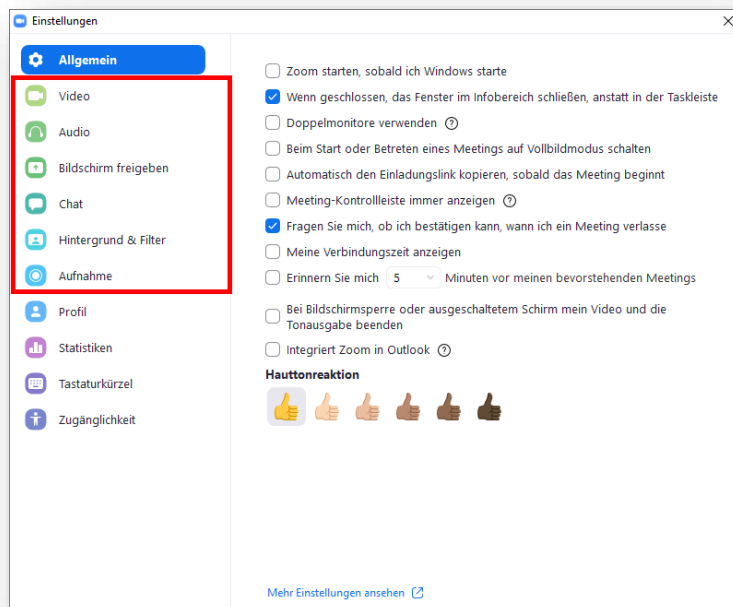 Einstellungen
Allgemein
Video
Audio
Bildschirm freigeben
Chat
Hintergrund & Filter
Aufnahme
Profil
Statistiken
Tastaturkürzel
Zugänglichkeit
Zoom starten, sobald ich Windows starte
Wenn geschlossen, das Fenster im Infobereich schließen, anstatt in der Taskleiste
Doppelmonitore verwenden ?
Beim Start oder Betreten eines Meetings auf Vollbildmodus schalten
Automatisch den Einladungslink kopieren, sobald das Meeting beginnt
Meeting-Kontrollleiste immer anzeigen ?
Fragen Sie mich, ob ich bestätigen kann, wann ich ein Meeting verlasse
Meine Verbindungszeit anzeigen
Erinnern Sie mich 5 Minuten vor meinen bevorstehenden Meetings
Bei Bildschirmsperre oder ausgeschaltetem Schirm mein Video und die
Tonausgabe beenden
Integriert Zoom in Outlook ?
Hauttonreaktion
Mehr Einstellungen ansehen